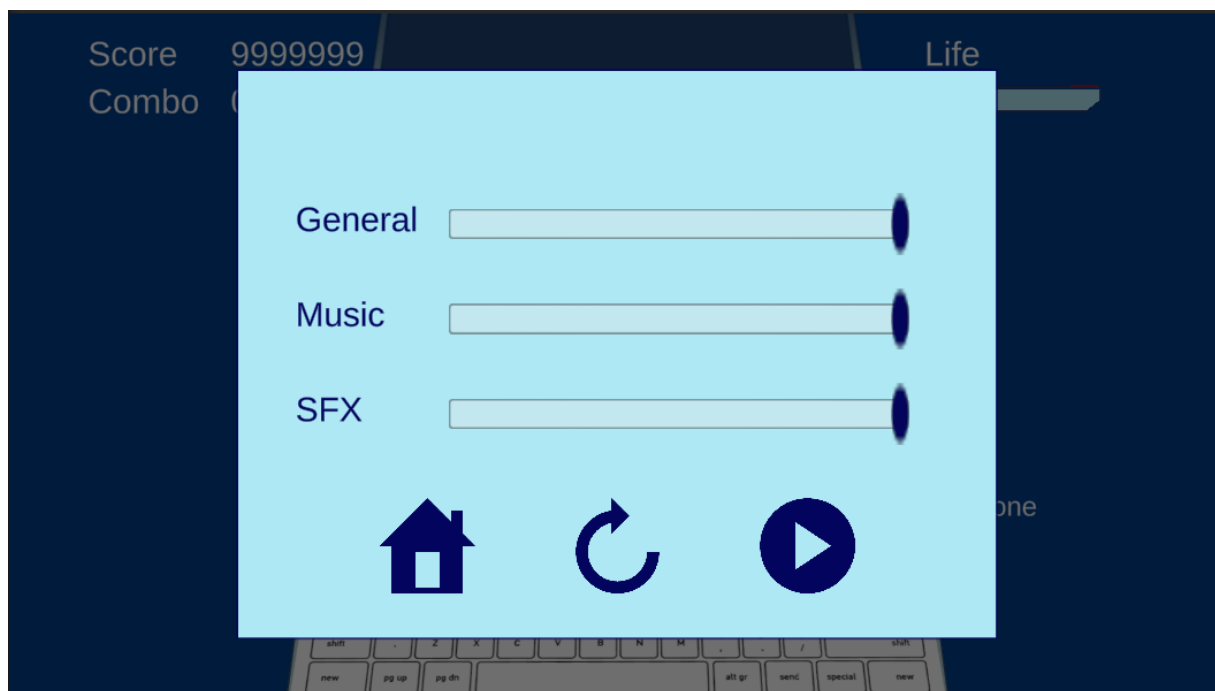 Score 9999999 Life
Combo
General
Music
SFX
shift . Z X C V B N M . . / shift
new pg up pg dn alt gr send special new